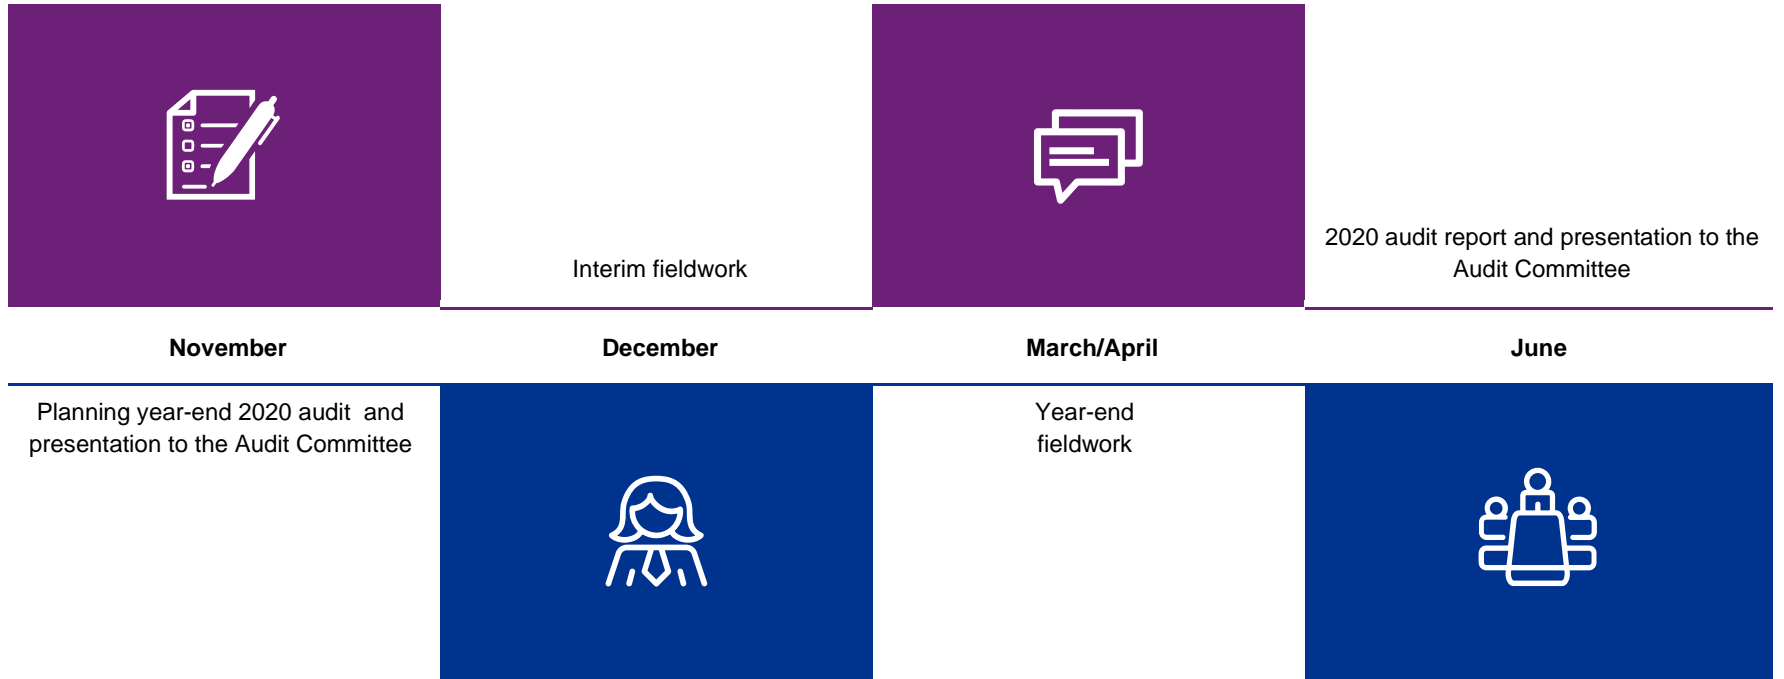 Interim fieldwork
2020 audit report and presentation to the
Audit Committee
November
December
March/April
June
Planning year-end 2020 audit  and
presentation to the Audit Committee
Year-end
fieldwork